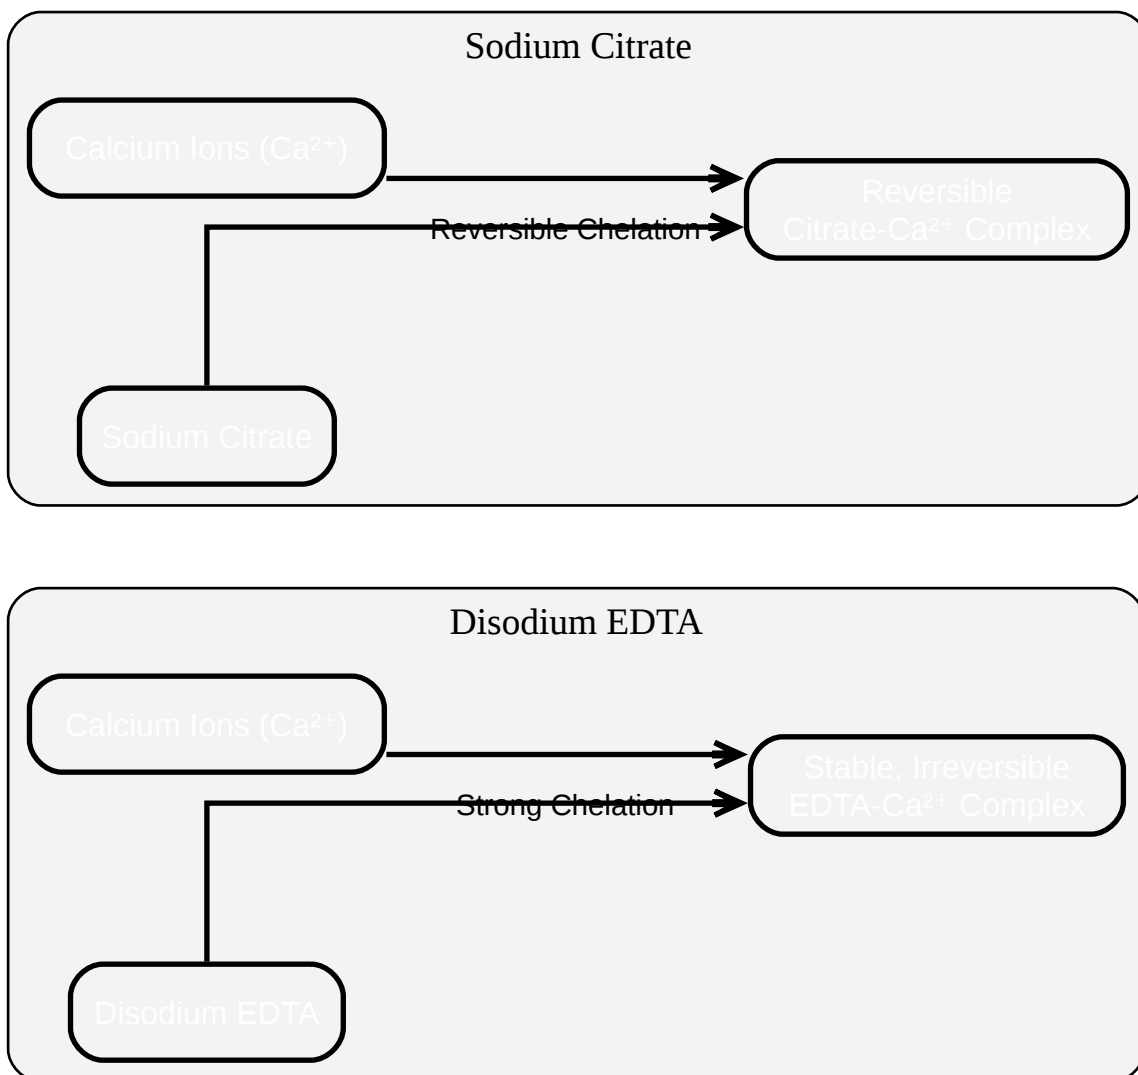 Sodium Citrate
Calcium Ions (Ca²⁺)
Reversible
Citrate-Ca²⁺ Complex
Reversible Chelation
Sodium Citrate
Disodium EDTA
Calcium Ions (Ca²⁺)
Stable, Irreversible
EDTA-Ca²⁺ Complex
Strong Chelation
Disodium EDTA